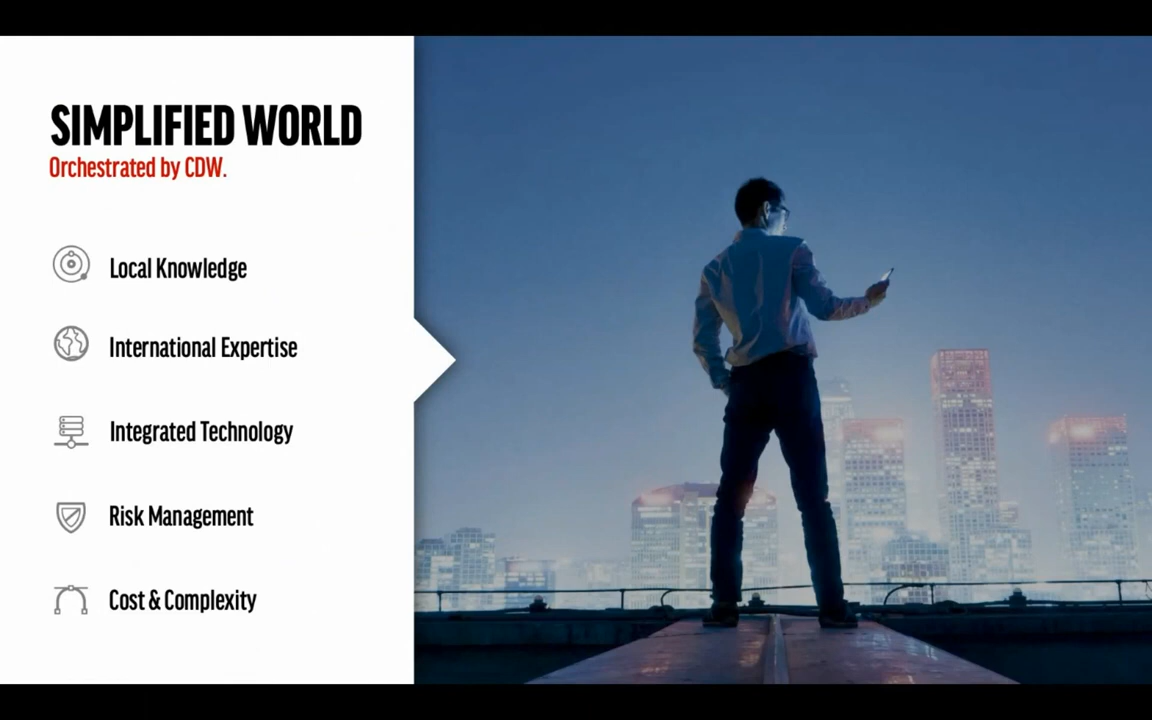 SIMPLIFIED WORLD
Orchestrated by CDW.
Local Knowledge
International Expertise
Integrated Technology
Risk Management
Cost & Complexity